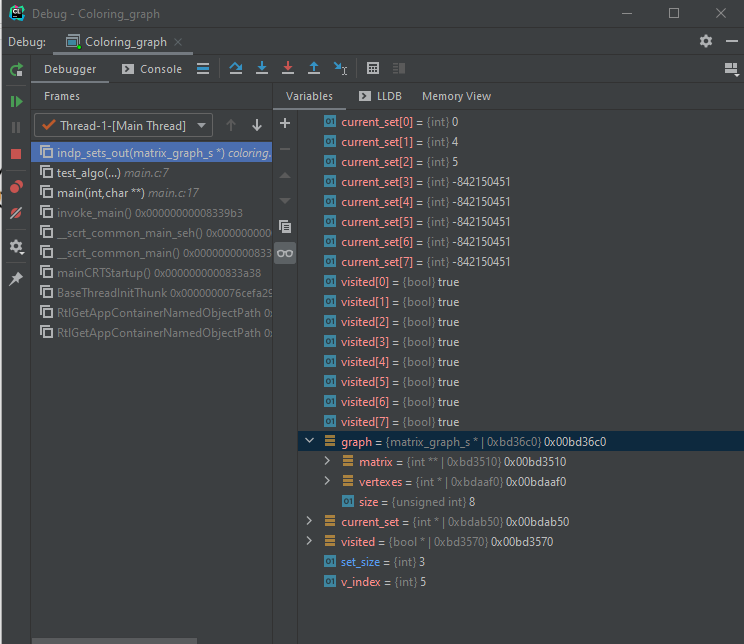 Debug - Coloring_graph
Debug: Coloring_graph
Debugger Console
Frames
Variables LLDB Memory View
Thread-1-[Main Thread]
indp_sets_out(matrix_graph_s *) coloring.
test_algo(...) main.c:7
main(int,char **) main.c:17
invoke_main() 0x00000000008339b3
__scrt_common_main_seh() 0x000000000
__scrt_common_main() 0x0000000000833
mainCRTStartup() 0x0000000000833a38
BaseThreadInitThunk 0x0000000076cefa29
RtlGetAppContainerNamedObjectPath 0x
RtlGetAppContainerNamedObjectPath 0x
current_set[0] = {int} 0
current_set[1] = {int} 4
current_set[2] = {int} 5
current_set[3] = {int} -842150451
current_set[4] = {int} -842150451
current_set[5] = {int} -842150451
current_set[6] = {int} -842150451
current_set[7] = {int} -842150451
visited[0] = {bool} true
visited[1] = {bool} true
visited[2] = {bool} true
visited[3] = {bool} true
visited[4] = {bool} true
visited[5] = {bool} true
visited[6] = {bool} true
visited[7] = {bool} true
graph = {matrix_graph_s * | 0xbd36c0} 0x00bd36c0
matrix = {int ** | 0xbd3510} 0x00bd3510
vertexes = {int * | 0xbdaaf0} 0x00bdaaf0
size = {unsigned int} 8
current_set = {int * | 0xbdab50} 0x00bdab50
visited = {bool * | 0xbd3570} 0x00bd3570
set_size = {int} 3
v_index = {int} 5